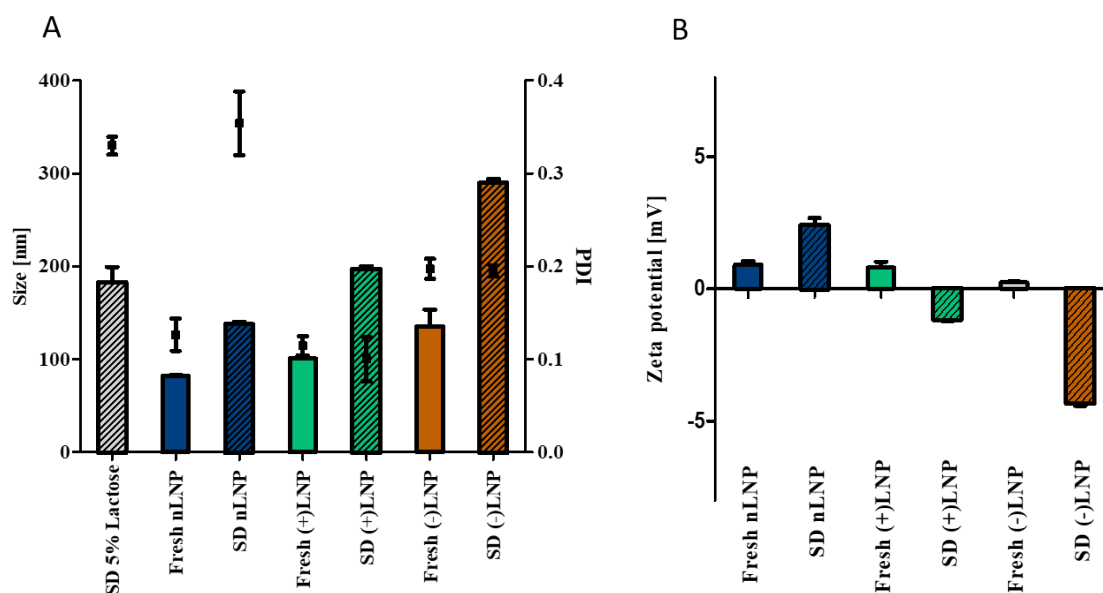 A
400
300
200
100
0
Size [nm]
0.4
0.3
0.2
0.1
0.0
PDI
SD 5% Lactose
Fresh nLNP
SD nLNP
Fresh (+)LNP
SD (+)LNP
Fresh (-)LNP
SD (-)LNP
B
5
0
-5
Zeta potential [mV]
Fresh nLNP
SD nLNP
Fresh (+)LNP
SD (+)LNP
Fresh (-)LNP
SD (-)LNP